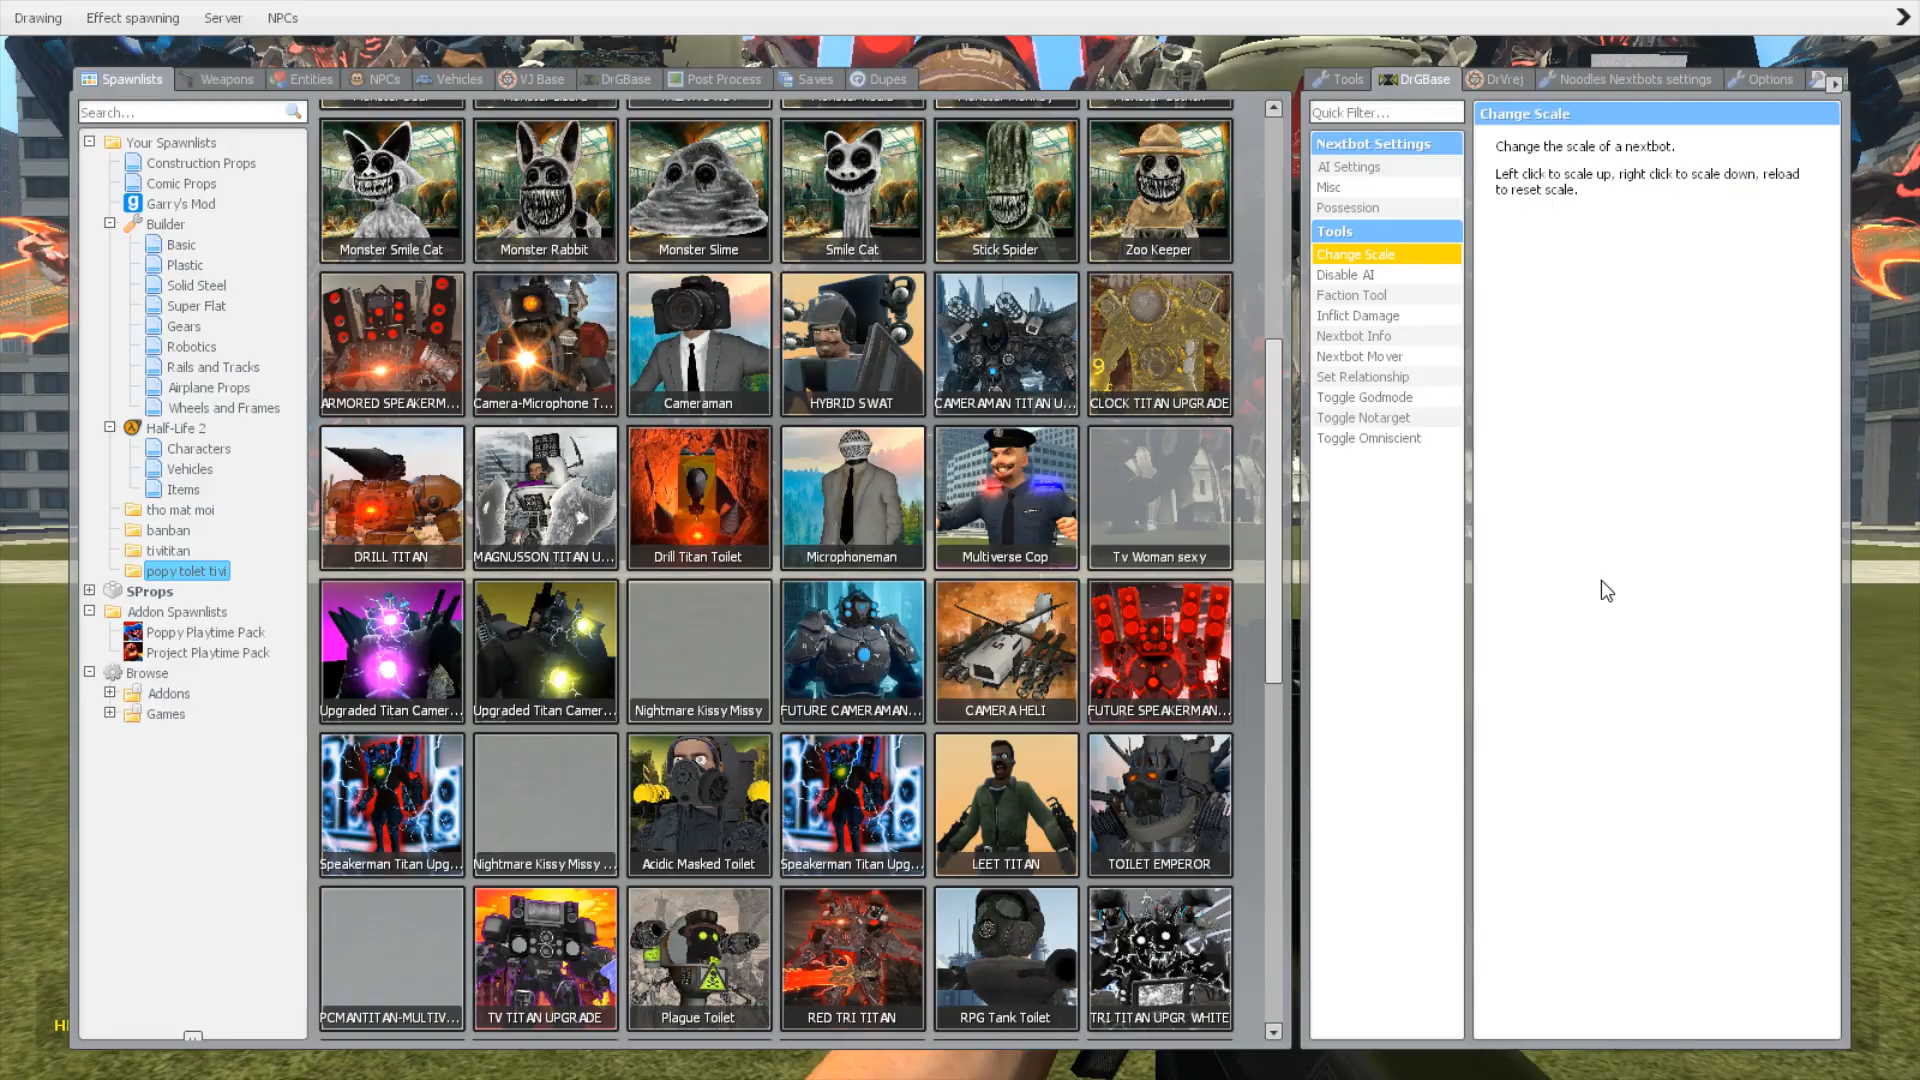 Drawing Effect spawning Server NPCs
Spawnlists Weapons Entities NPCs Vehicles VJ Base DrGBase Post Process Saves Dupes
Search...
Your Spawnlists
Construction Props
Comic Props
Garry's Mod
Builder
Basic
Plastic
Solid Steel
Super Flat
Gears
Robotics
Rails and Tracks
Airplane Props
Wheels and Frames
Half-Life 2
Characters
Vehicles
Items
tho mat moi
banban
tivititan
popy tolet tivi
SProps
Addon Spawnlists
Poppy Playtime Pack
Project Playtime Pack
Browse
Addons
Games
Monster Smile Cat Monster Rabbit Monster Slime Smile Cat Stick Spider Zoo Keeper
ARMORED SPEAKERM... Camera-Microphone T... Cameraman HYBRID SWAT CAMERAMAN TITAN U... CLOCK TITAN UPGRADE
DRILL TITAN MAGNUSSON TITAN U... Drill Titan Toilet Microphoneman Multiverse Cop Tv Woman sexy
Upgraded Titan Camer... Upgraded Titan Camer... Nightmare Kissy Missy FUTURE CAMERAMAN... CAMERA HELI FUTURE SPEAKERMAN...
Speakerman Titan Upg... Nightmare Kissy Missy ... Acidic Masked Toilet Speakerman Titan Upg... LEET TITAN TOILET EMPEROR
PCMANTITAN-MULTIV... TV TITAN UPGRADE Plague Toilet RED TRI TITAN RPG Tank Toilet TRI TITAN UPGR WHITE
Tools DrGBase DrVrej Noodles Nextbots settings Options
Quick Filter...
Nextbot Settings
AI Settings
Misc
Possession
Tools
Change Scale
Disable AI
Faction Tool
Inflict Damage
Nextbot Info
Nextbot Mover
Set Relationship
Toggle Godmode
Toggle Notarget
Toggle Omniscient
Change Scale
Change the scale of a nextbot.
Left click to scale up, right click to scale down, reload
to reset scale.